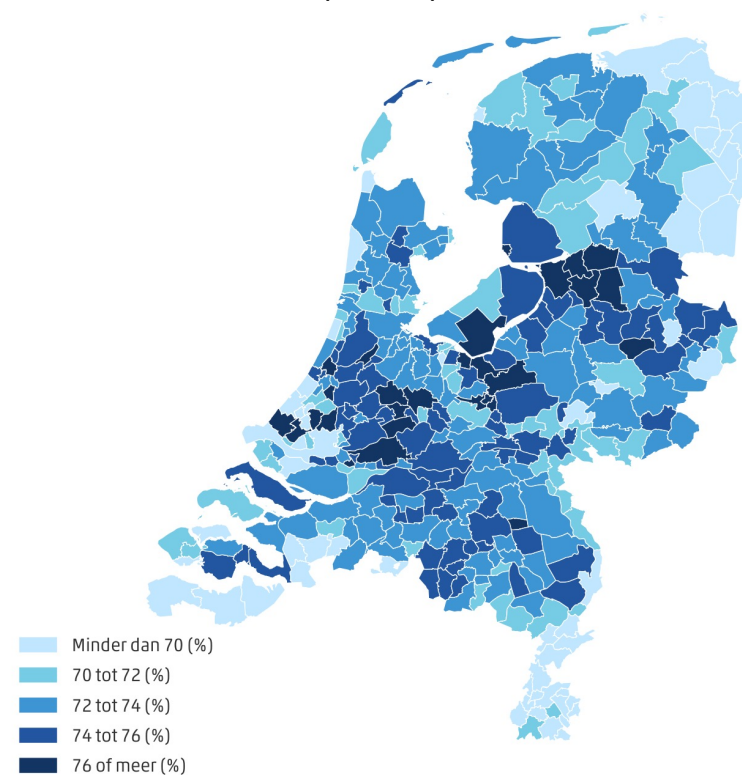 Minder dan 70 (%)
70 tot 72 (%)
72 tot 74 (%)
74 tot 76 (%)
76 of meer (%)